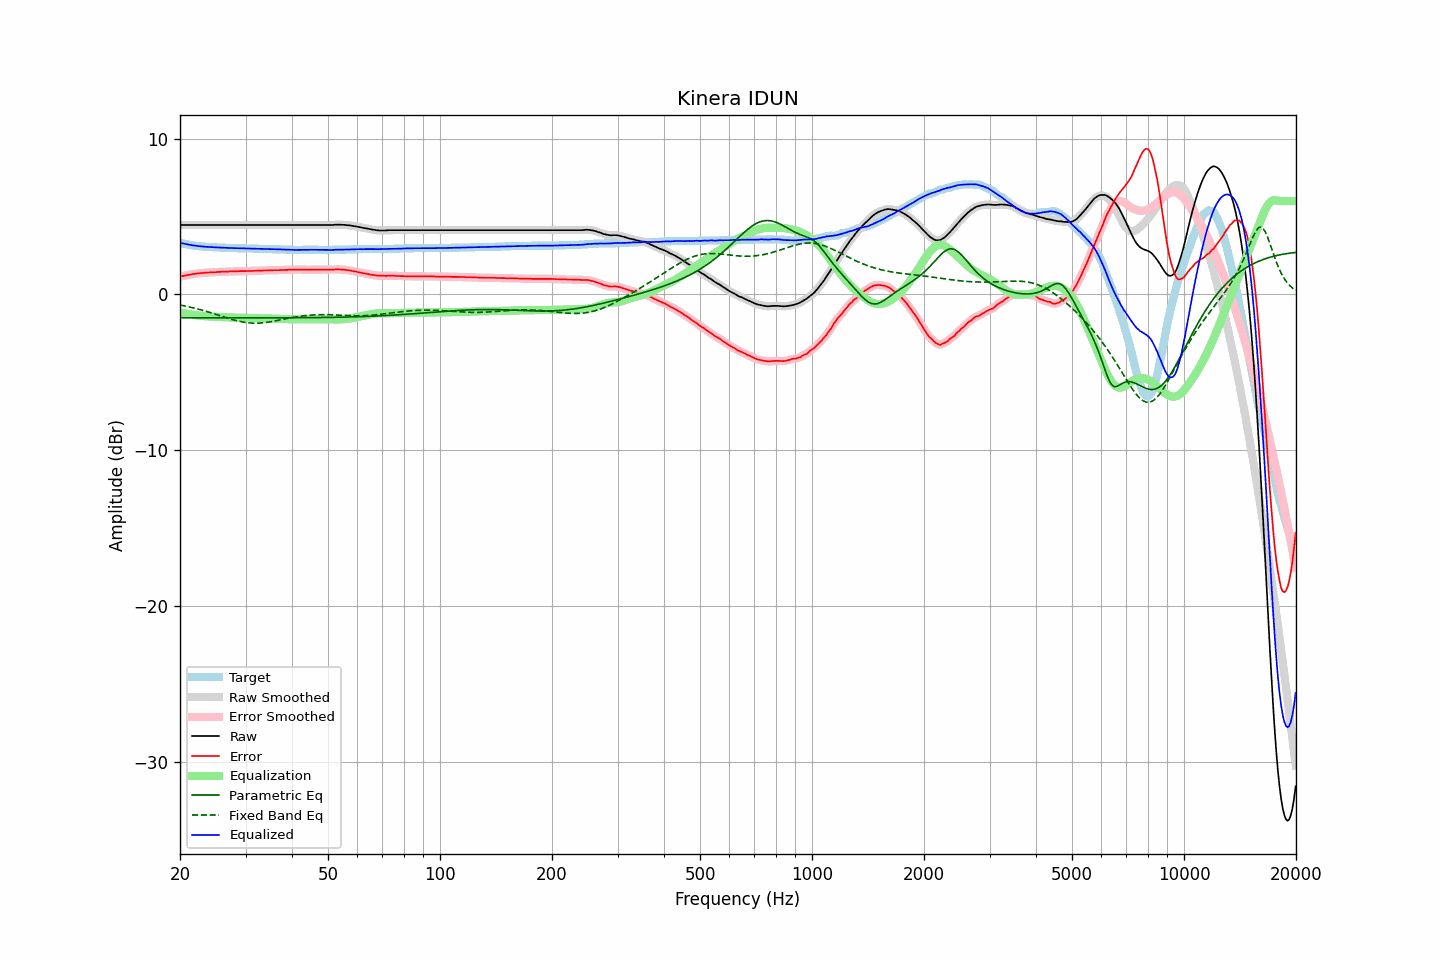 Kinera IDUN
10
0
−10
−20
−30
Amplitude (dBr)
Target
Raw Smoothed
Error Smoothed
Raw
Error
Equalization
Parametric Eq
Fixed Band Eq
Equalized
20 50 100 200 500 1000 2000 5000 10000 20000
Frequency (Hz)